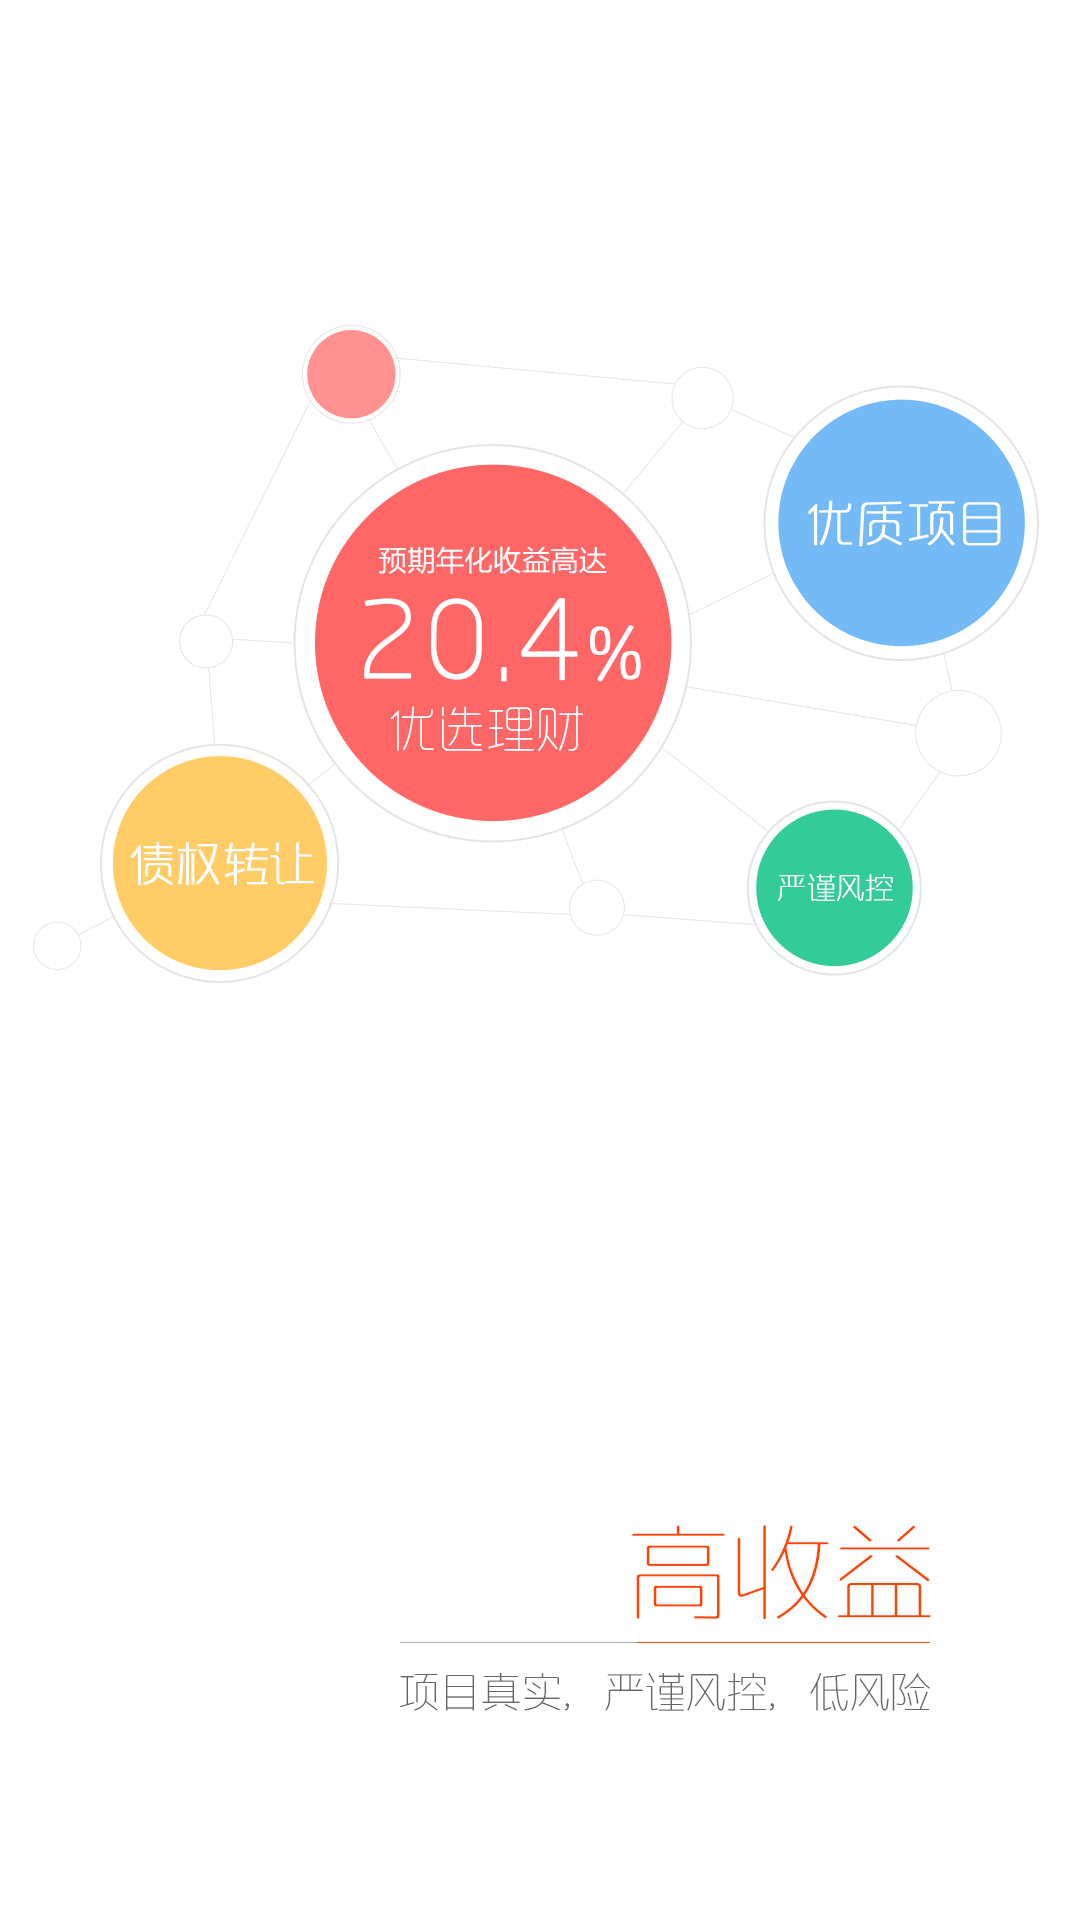 优质项目
预期年化收益高达
20.4%
优选理财
债权转让
严谨风控
高收益
项目真实，严谨风控，低风险